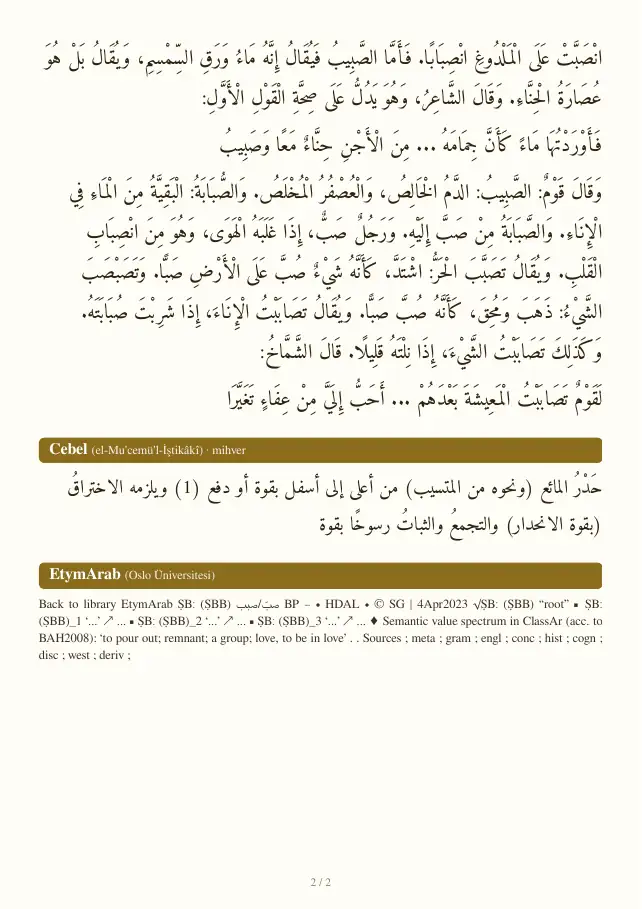 انْصَبَّتْ عَلَى الْمَلْدُوغِ انْصِبَابًا. فَأَمَّا الصَّبِيبُ فَيُقَالُ إِنَّهُ مَاءُ وَرَقِ السِّمْسِمِ، وَيُقَالُ بَلْ هُوَ
عُصَارَةُ الْحِنَّاءِ. وَقَالَ الشَّاعِرُ، وَهُوَ يَدُلُّ عَلَى صِحَّةِ الْقَوْلِ الْأَوَّلِ:
فَأَوْرَدْتُهَا مَاءً كَأَنَّ جِمَامَهُ ... مِنَ الْأَجْنِ حِنَّاءٌ مَعًا وَصَبِيبُ
وَقَالَ قَوْمٌ: الصَّبِيبُ: الدَّمُ الْخَالِصُ، وَالْعُصْفُرُ الْمُخْلَصُ. وَالصُّبَابَةُ: الْبَقِيَّةُ مِنَ الْمَاءِ فِي
الْإِنَاءِ. وَالصَّبَابَةُ مِنْ صَبَّ إِلَيْهِ. وَرَجُلٌ صَبٌّ، إِذَا غَلَبَهُ الْهَوَى، وَهُوَ مِنَ انْصِبَابِ
الْقَلْبِ. وَيُقَالُ تَصَبَّبَ الْحَرُّ: اشْتَدَّ، كَأَنَّهُ شَيْءٌ صُبَّ عَلَى الْأَرْضِ صَبًّا. وَتَصَبْصَبَ
الشَّيْءُ: ذَهَبَ وَمُحِقَ، كَأَنَّهُ صُبَّ صَبًّا. وَيُقَالُ تَصَابَبْتُ الْإِنَاءَ، إِذَا شَرِبْتَ صُبَابَتَهُ.
وَكَذَلِكَ تَصَابَبْتُ الشَّيْءَ، إِذَا نِلْتَهُ قَلِيلًا. قَالَ الشَّمَّاخُ:
لَقَوْمٌ تَصَابَبْتُ الْمَعِيشَةَ بَعْدَهُمْ ... أَحَبُّ إِلَيَّ مِنْ عِفَاءٍ تَغَيَّرَا
Cebel (el-Mu'cemü'l-İştikâkî) · mihver
حَدْرُ المائع (ونحوه من المتسيب) من أعلى إلى أسفل بقوة أو دفع (1) ويلزمه الاختراقُ
(بقوة الانحدار) والتجمعُ والثباتُ رسوخًا بقوة
EtymArab (Oslo Üniversitesi)
Back to library EtymArab ṢB: (ṢBB) صبّ/صبب BP – • HDAL • © SG | 4Apr2023 √ṢB: (ṢBB) “root” ▪ ṢB:
(ṢBB)_1 ‘...’ ↗ ... ▪ ṢB: (ṢBB)_2 ‘...’ ↗ ... ▪ ṢB: (ṢBB)_3 ‘...’ ↗ ... ♦ Semantic value spectrum in ClassAr (acc. to
BAH2008): ‘to pour out; remnant; a group; love, to be in love’ . . Sources ; meta ; gram ; engl ; conc ; hist ; cogn ;
disc ; west ; deriv ;
2 / 2